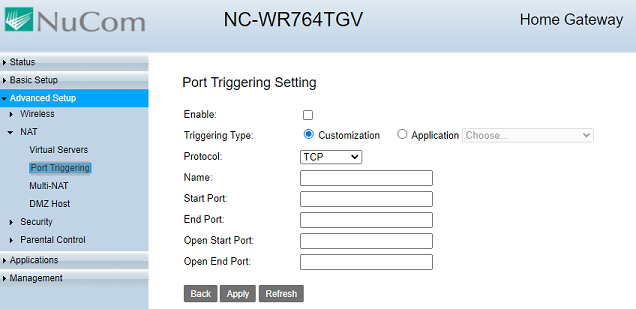 NuCom NC-WR764TGV Home Gateway
Status
Basic Setup
Advanced Setup
Wireless
NAT
Virtual Servers
Port Triggering
Multi-NAT
DMZ Host
Security
Parental Control
Applications
Management
Port Triggering Setting
Enable:
Triggering Type: Customization Application Choose...
Protocol: TCP
Name:
Start Port:
End Port:
Open Start Port:
Open End Port:
Back Apply Refresh